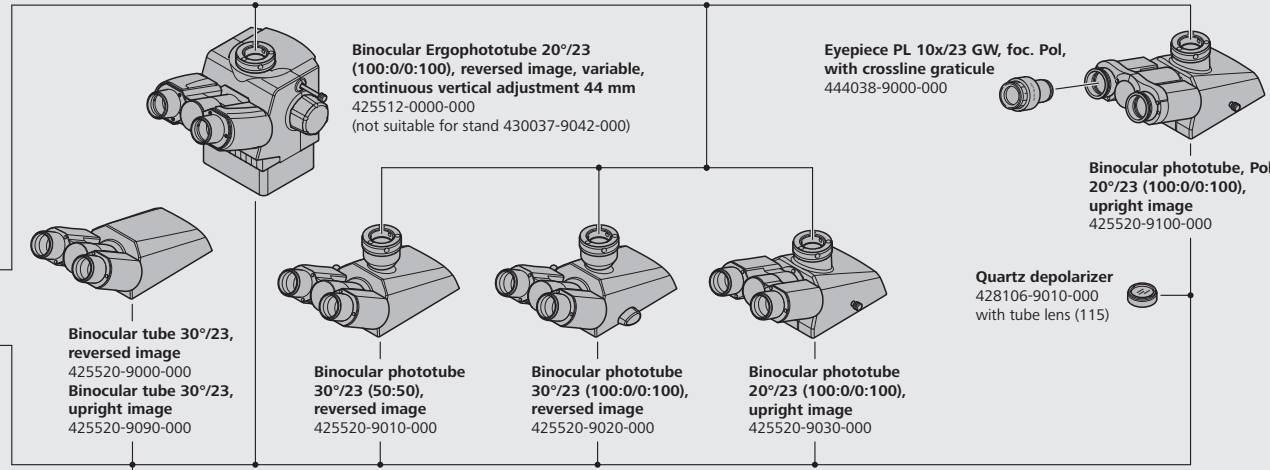 Binocular Ergophototube 20°/23
(100:0/0:100), reversed image, variable,
continuous vertical adjustment 44 mm
425512-0000-000
(not suitable for stand 430037-9042-000)
Eyepiece PL 10x/23 GW, foc. Pol,
with crossline graticule
444038-9000-000
Binocular phototube, Pol
20°/23 (100:0/0:100),
upright image
425520-9100-000
Quartz depolarizer
428106-9010-000
with tube lens (115)
Binocular tube 30°/23,
reversed image
425520-9000-000
Binocular tube 30°/23,
upright image
425520-9090-000
Binocular phototube
30°/23 (50:50),
reversed image
425520-9010-000
Binocular phototube
30°/23 (100:0/0:100),
reversed image
425520-9020-000
Binocular phototube
20°/23 (100:0/0:100),
upright image
425520-9030-000